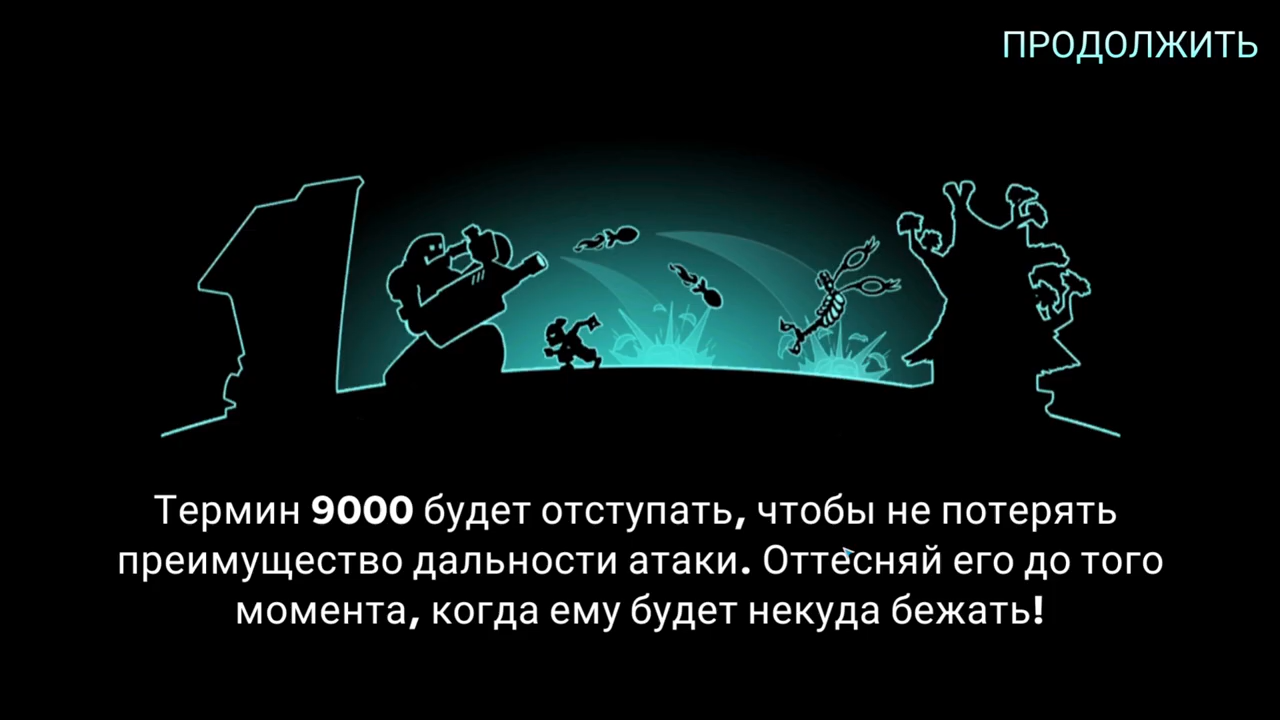 ПРОДОЛЖИТЬ
Термин 9000 будет отступать, чтобы не потерять
преимущество дальности атаки. Оттесняй его до того
момента, когда ему будет некуда бежать!